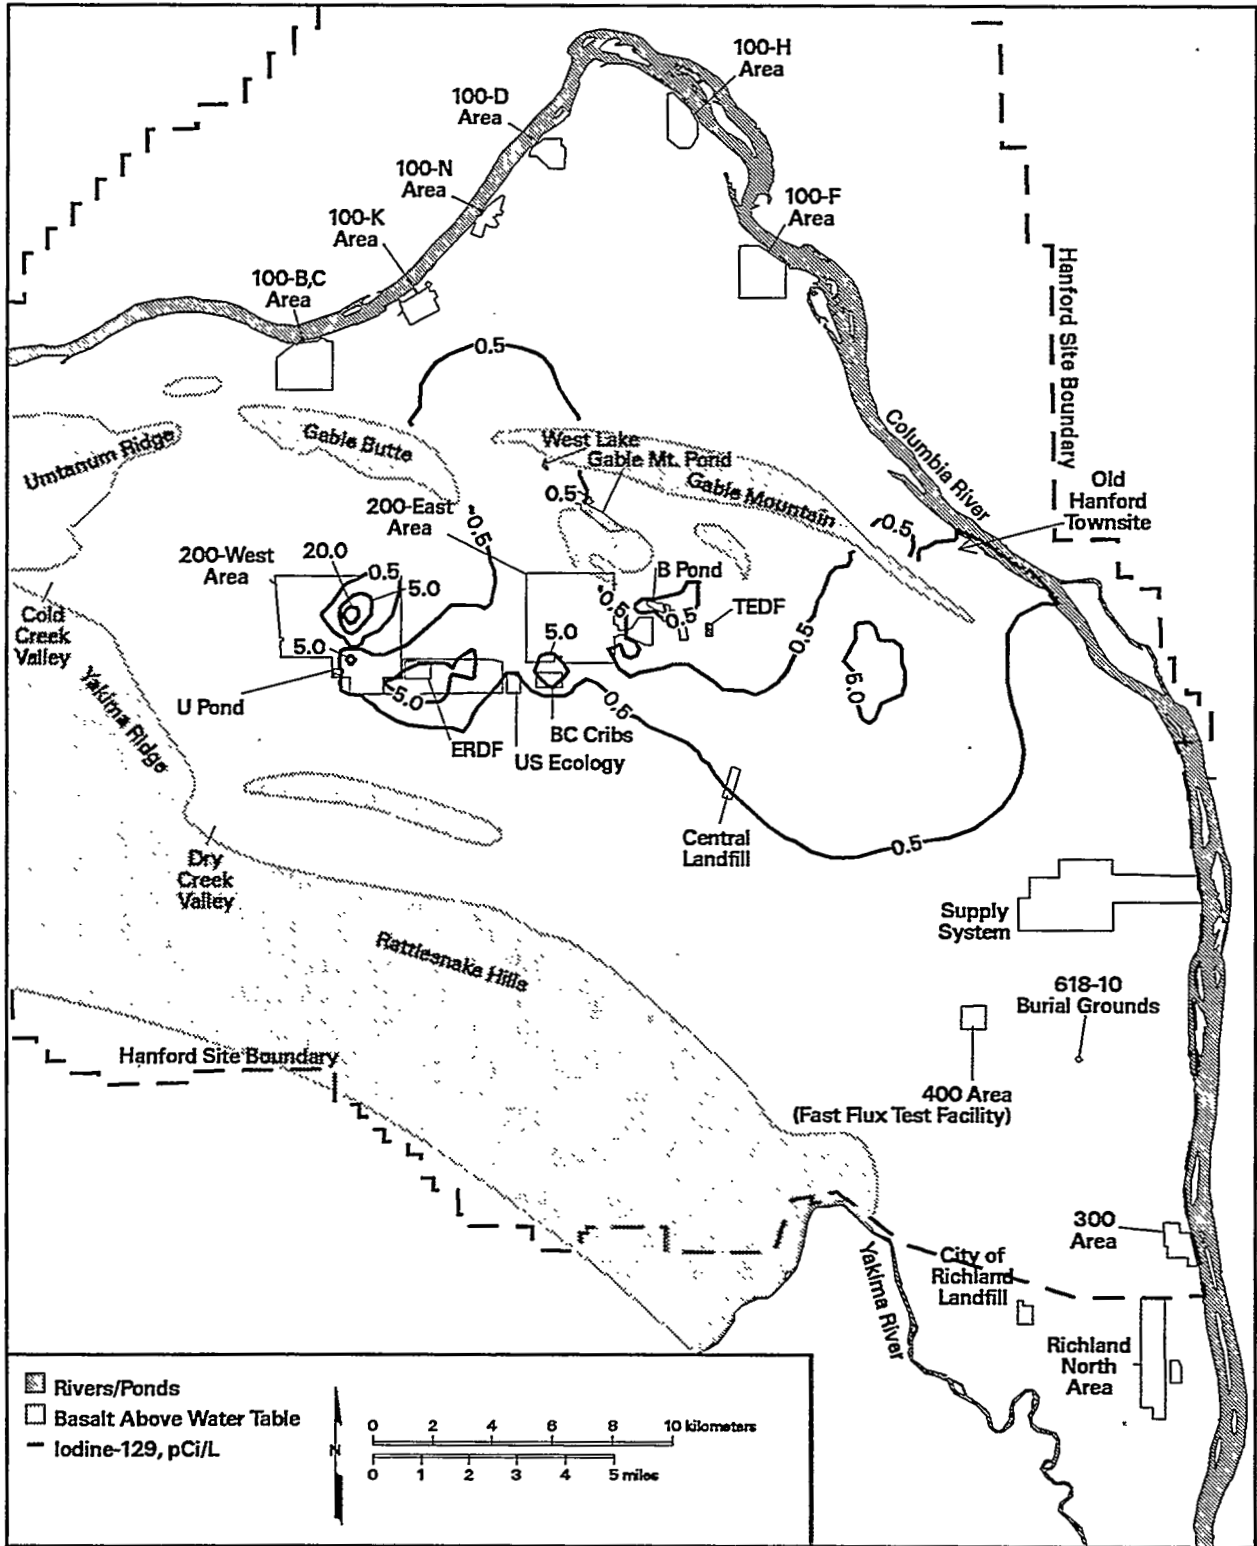 100-H
Area
100-D
Area
100-N
Area
100-K
Area
100-F
Area
100-B,C
Area
Hanford Site Boundary
0.5
Columbia River
Umtanum Ridge
Gable Butte
West Lake
Gable Mt. Pond
Gable Mountain
Old
Hanford
Townsite
0.5
200-East
Area
0.5
0.5
200-West
Area
20.0
0.5
5.0
B Pond
0.5
0.5
TEDF
Cold
Creek
Valley
5.0
5.0
0.5
5.0
U Pond
5.0
0.5
Yakima Ridge
ERDF
BC Cribs
US Ecology
Central
Landfill
0.5
Dry
Creek
Valley
Supply
System
Rattlesnake Hills
618-10
Burial Grounds
Hanford Site Boundary
400 Area
(Fast Flux Test Facility)
300
Area
City of
Richland
Landfill
Yakima River
Richland
North
Area
Rivers/Ponds
Basalt Above Water Table
Iodine-129, pCi/L
N
0 2 4 6 8 10 kilometers
0 1 2 3 4 5 miles